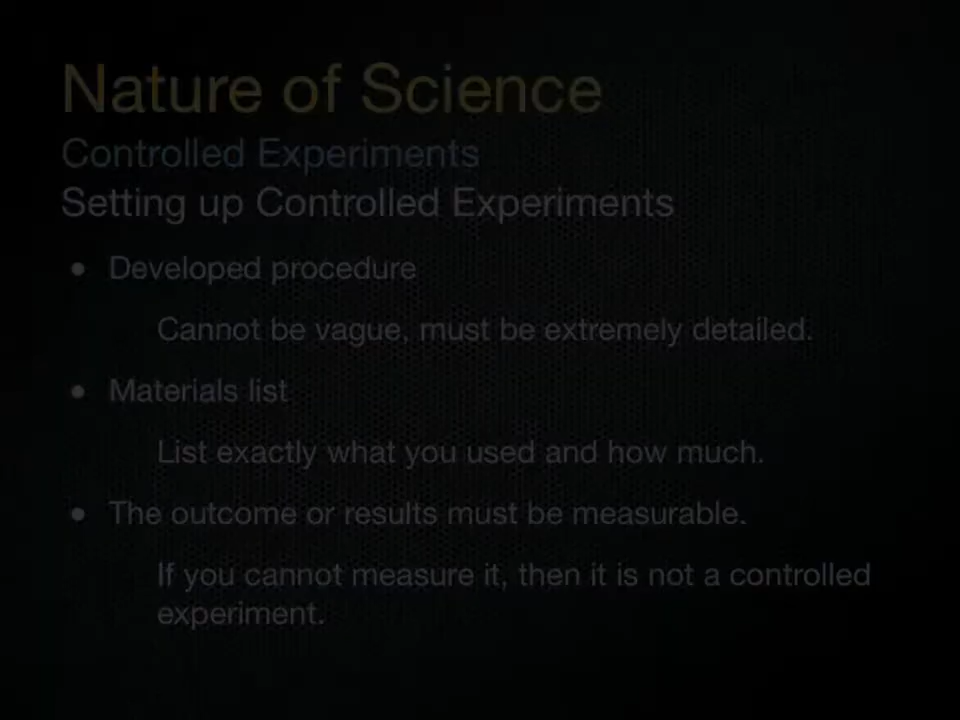 Nature of Science
Controlled Experiments
Setting up Controlled Experiments
• Developed procedure
Cannot be vague, must be extremely detailed.
• Materials list
List exactly what you used and how much.
• The outcome or results must be measurable.
If you cannot measure it, then it is not a controlled
experiment.